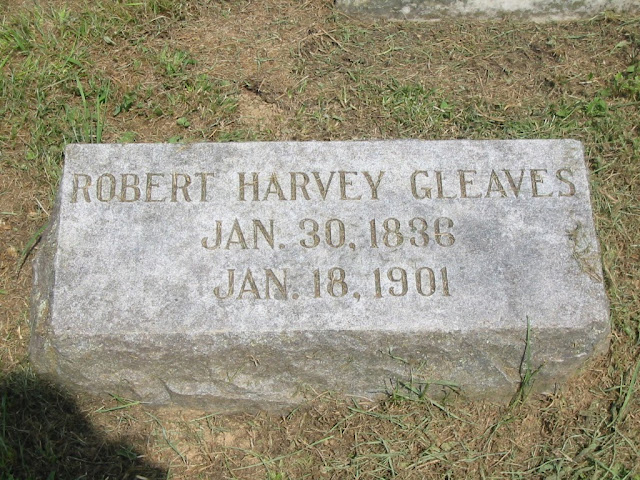 ROBERT HARVEY GLEAVES
JAN. 30, 1836
JAN. 18, 1901